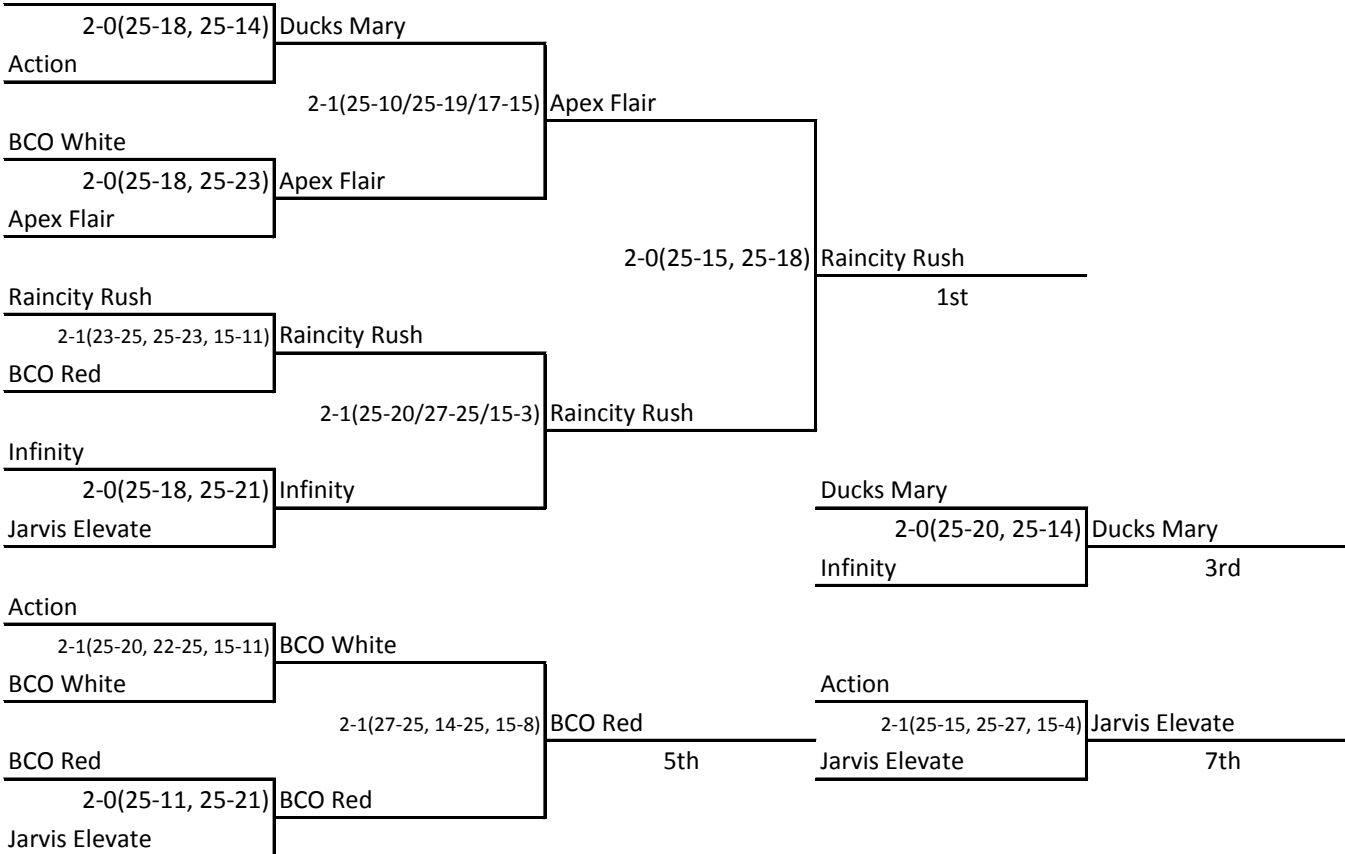 2-0(25-18, 25-14) Ducks Mary
Action
2-1(25-10/25-19/17-15) Apex Flair
BCO White
2-0(25-18, 25-23) Apex Flair
Apex Flair
2-0(25-15, 25-18) Raincity Rush
Raincity Rush
1st
2-1(23-25, 25-23, 15-11) Raincity Rush
BCO Red
2-1(25-20/27-25/15-3) Raincity Rush
Infinity
2-0(25-18, 25-21) Infinity
Ducks Mary
Jarvis Elevate
2-0(25-20, 25-14) Ducks Mary
Infinity
3rd
Action
2-1(25-20, 22-25, 15-11) BCO White
BCO White
Action
2-1(27-25, 14-25, 15-8) BCO Red
2-1(25-15, 25-27, 15-4) Jarvis Elevate
BCO Red
5th
Jarvis Elevate
7th
2-0(25-11, 25-21) BCO Red
Jarvis Elevate